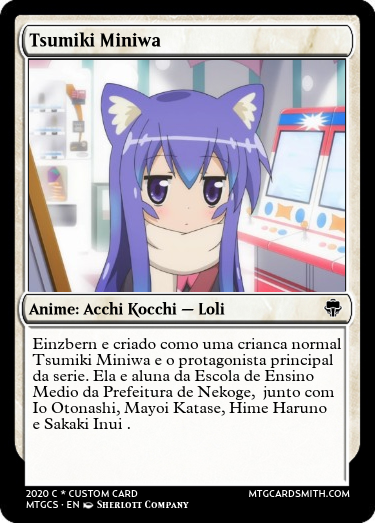 Tsumiki Miniwa
Anime: Acchi Kocchi — Loli
Einzbern e criado como uma crianca normal
Tsumiki Miniwa e o protagonista principal
da serie. Ela e aluna da Escola de Ensino
Medio da Prefeitura de Nekoge,  junto com
Io Otonashi, Mayoi Katase, Hime Haruno
e Sakaki Inui .
2020 C * CUSTOM CARD
MTGCARDSMITH.COM
MTGCS · EN Sherlott Company